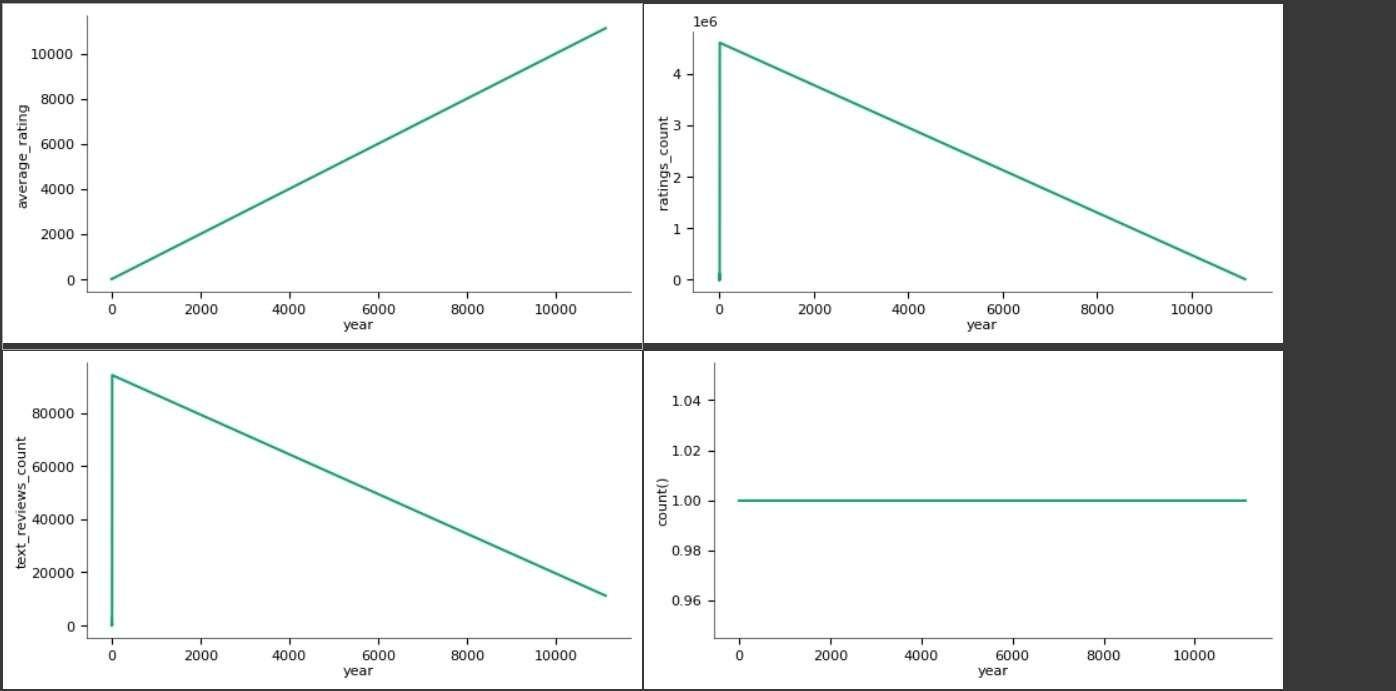 10000
8000
6000
4000
2000
0
average_rating
0 2000 4000 6000 8000 10000
year
1e6
4
3
2
1
0
ratings_count
0 2000 4000 6000 8000 10000
year
80000
60000
40000
20000
0
text_reviews_count
0 2000 4000 6000 8000 10000
year
1.04
1.02
1.00
0.98
0.96
count()
0 2000 4000 6000 8000 10000
year